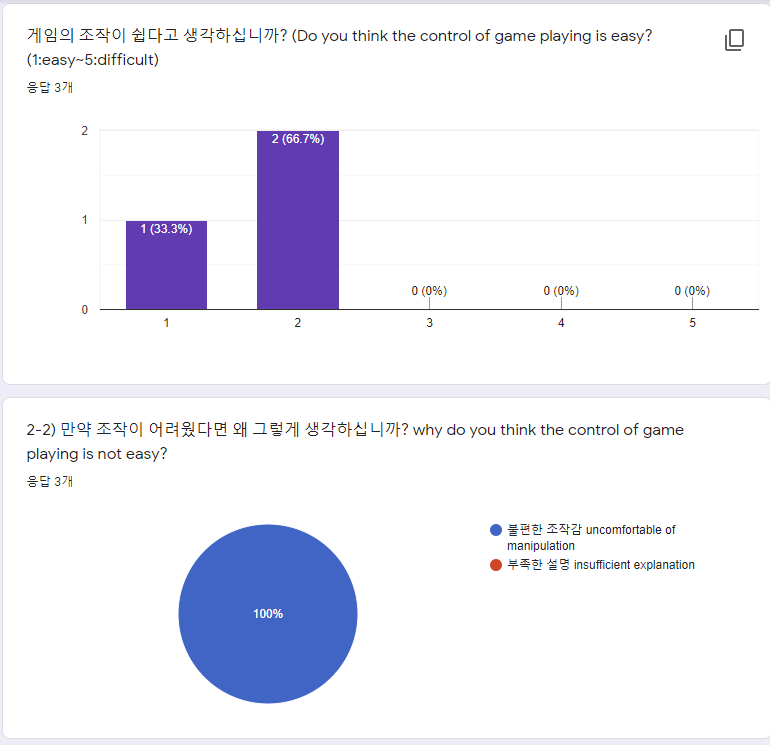 게임의 조작이 쉽다고 생각하십니까? (Do you think the control of game playing is easy?
(1:easy~5:difficult)
응답 3개
2
2 (66.7%)
1
1 (33.3%)
0 (0%)
0 (0%)
0 (0%)
0
1
2
3
4
5
2-2) 만약 조작이 어려웠다면 왜 그렇게 생각하십니까? why do you think the control of game
playing is not easy?
응답 3개
불편한 조작감 uncomfortable of
manipulation
부족한 설명 insufficient explanation
100%